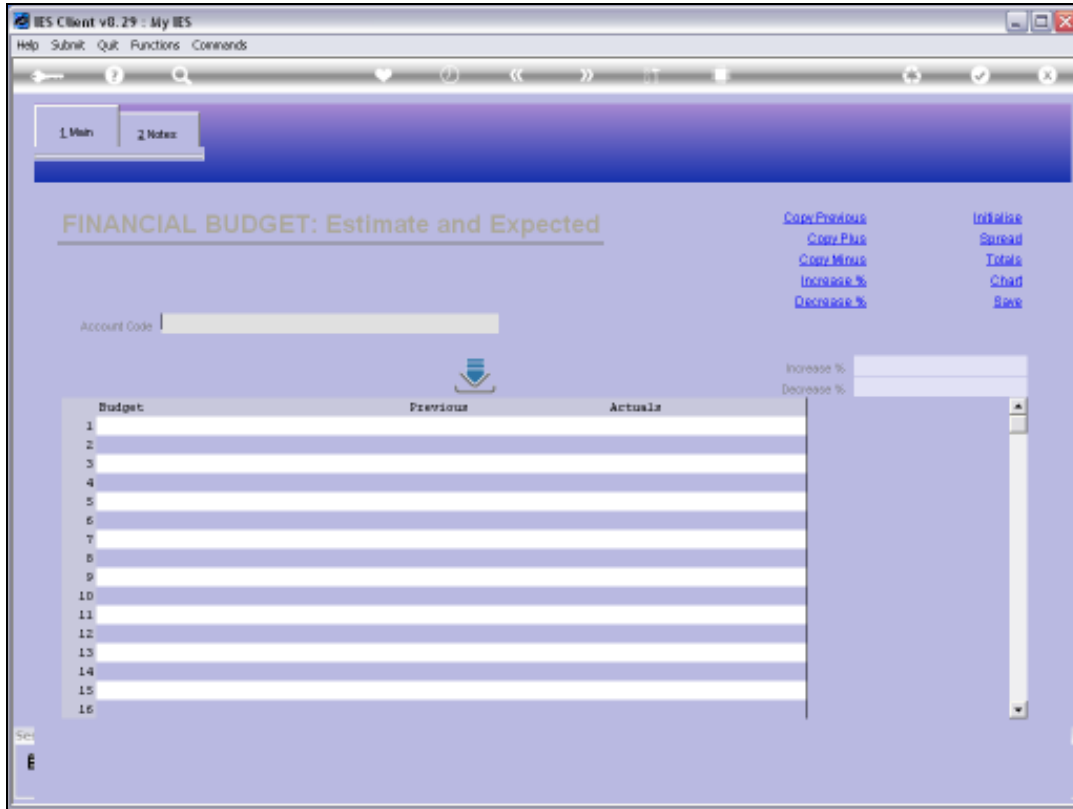 IES Client v8.29 : My IES
Help Submit Quit Functions Commands
1 Main 2 Notes
FINANCIAL BUDGET: Estimate and Expected
Copy Previous Initialise
Copy Plus Spread
Copy Minus Totals
Increase % Chart
Decrease % Save
Account Code
Increase %
Decrease %
Budget Previous Actuals
1
2
3
4
5
6
7
8
9
10
11
12
13
14
15
16